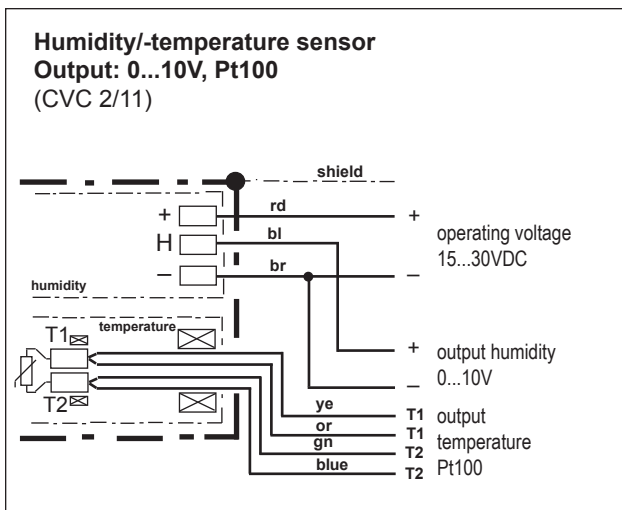 Humidity/-temperature sensor
Output: 0...10V, Pt100
(CVC 2/11)
shield
+ rd +
H bl
operating voltage
15...30VDC
– br –
humidity
temperature
T1
T2
+ output humidity
0...10V
–
ye T1 output
or T1
temperature
gn T2
blue T2 Pt100